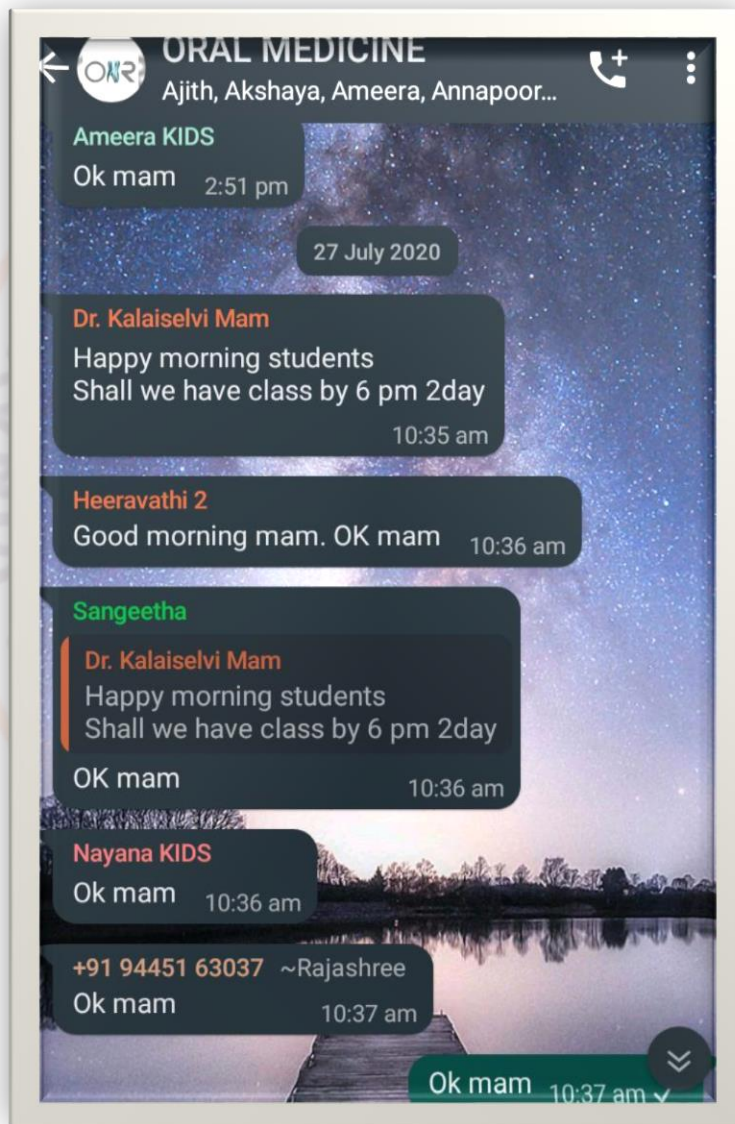 ORAL MEDICINE
Ajith, Akshaya, Ameera, Annapoor...
Ameera KIDS
Ok mam 2:51 pm
27 July 2020
Dr. Kalaiselvi Mam
Happy morning students
Shall we have class by 6 pm 2day
10:35 am
Heeravathi 2
Good morning mam. OK mam 10:36 am
Sangeetha
Dr. Kalaiselvi Mam
Happy morning students
Shall we have class by 6 pm 2day
OK mam 10:36 am
Nayana KIDS
Ok mam 10:36 am
+91 94451 63037 ~Rajashree
Ok mam 10:37 am
Ok mam 10:37 am